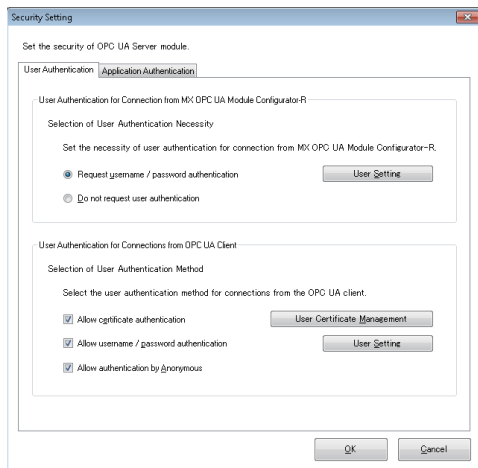 Security Setting
Set the security of OPC UA Server module.
User Authentication
Application Authentication
User Authentication for Connection from MX OPC UA Module Configurator-R
Selection of User Authentication Necessity
Set the necessity of user authentication for connection from MX OPC UA Module Configurator-R.
Request username / password authentication
User Setting
Do not request user authentication
User Authentication for Connections from OPC UA Client
Selection of User Authentication Method
Select the user authentication method for connections from the OPC UA client.
Allow certificate authentication
User Certificate Management
Allow username / password authentication
User Setting
Allow authentication by Anonymous
OK
Cancel